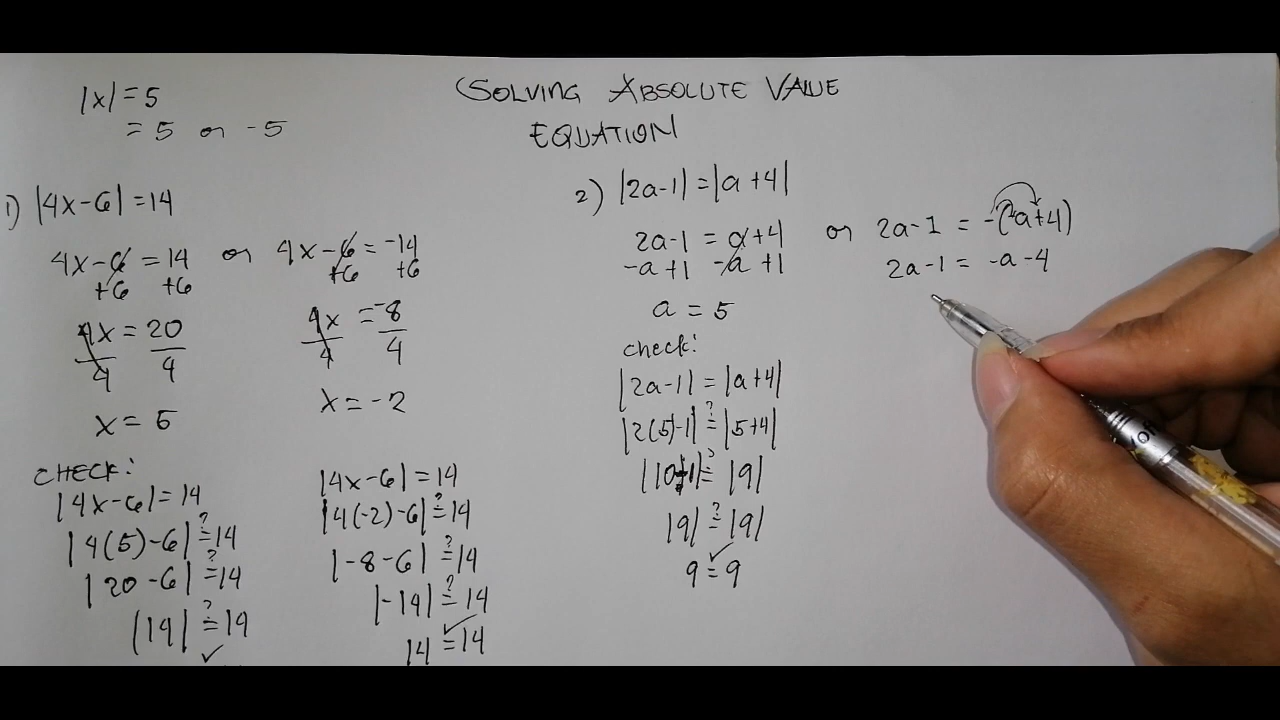 |x| = 5
= 5 or -5
SOLVING ABSOLUTE VALUE
EQUATION
1) |4x-6| = 14
4x-6 = 14 or 4x-6 = -14
+6 +6 +6 +6
4x = 20 4x = -8
4 4 4 4
x = 5 x = -2
CHECK:
|4x-6| = 14
|4(5)-6| ≟ 14
|20-6| ≟ 14
|14| ≟ 14
✓
|4x-6| = 14
|4(-2)-6| ≟ 14
|-8-6| ≟ 14
|-14| ≟ 14
14 = 14 ✓
2) |2a-1| = |a+4|
2a-1 = a+4 or 2a-1 = -(a+4)
-a+1 -a+1 2a-1 = -a-4
a = 5
check:
|2a-1| = |a+4|
|2(5)-1| ≟ |5+4|
|10-1| ≟ |9|
|9| ≟ |9|
9 = 9 ✓